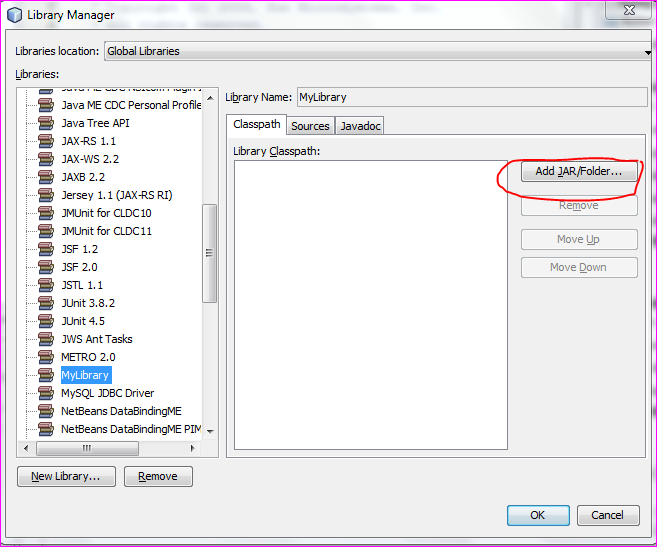 Library Manager
Libraries location: Global Libraries
Libraries:
Java ME CDC Personal Profile
Java Tree API
JAX-RS 1.1
JAX-WS 2.2
JAXB 2.2
Jersey 1.1 (JAX-RS RI)
JMUnit for CLDC10
JMUnit for CLDC11
JSF 1.2
JSF 2.0
JSTL 1.1
JUnit 3.8.2
JUnit 4.5
JWS Ant Tasks
METRO 2.0
MyLibrary
MySQL JDBC Driver
NetBeans DataBindingME
NetBeans DataBindingME PIM
New Library...
Remove
Library Name: MyLibrary
Classpath
Sources
Javadoc
Library Classpath:
Add JAR/Folder...
Remove
Move Up
Move Down
OK
Cancel